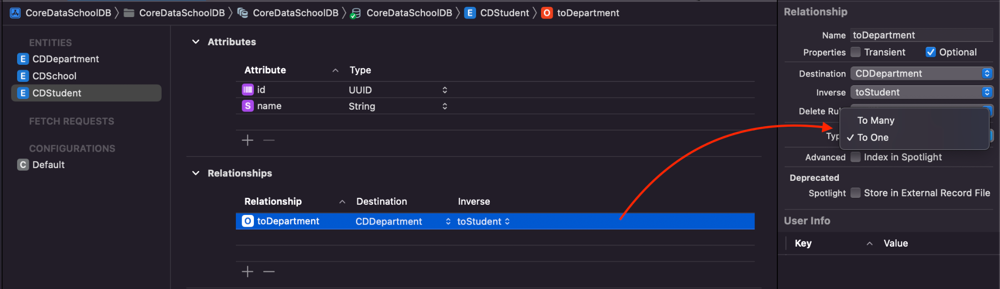 CoreDataSchoolDB 〉 CoreDataSchoolDB 〉 CoreDataSchoolDB 〉 CoreDataSchoolDB 〉 E CDStudent 〉 O toDepartment
ENTITIES
E CDDepartment
E CDSchool
E CDStudent
FETCH REQUESTS
CONFIGURATIONS
C Default
Attributes
Attribute Type
id UUID
S name String
Relationships
Relationship Destination Inverse
O toDepartment CDDepartment toStudent
Relationship
Name toDepartment
Properties Transient Optional
Destination CDDepartment
Inverse toStudent
Delete Ru
To Many
Typ ✓ To One
Advanced Index in Spotlight
Deprecated
Spotlight Store in External Record File
User Info
Key Value